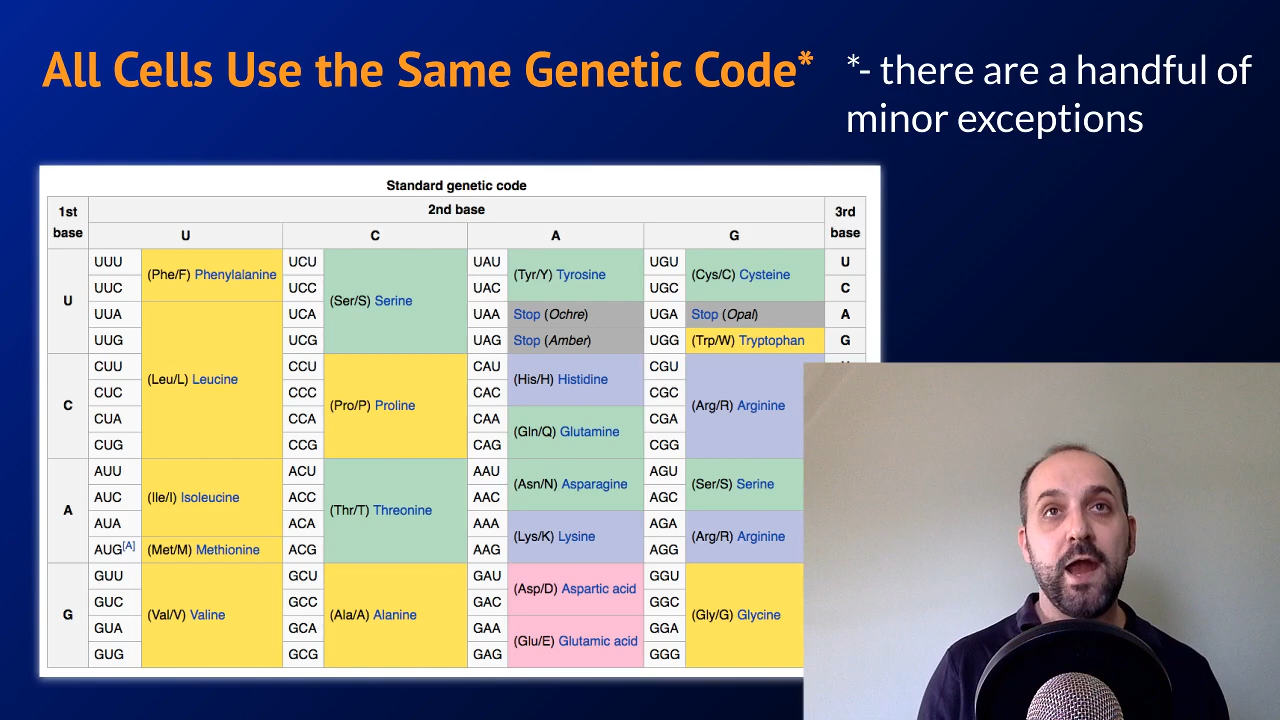 All Cells Use the Same Genetic Code*
*- there are a handful of
minor exceptions
Standard genetic code
1st base 2nd base 3rd base
U C A G
U
UUU (Phe/F) Phenylalanine UCU (Ser/S) Serine UAU (Tyr/Y) Tyrosine UGU (Cys/C) Cysteine U
UUC UCC UAC UGC C
UUA (Leu/L) Leucine UCA UAA Stop (Ochre) UGA Stop (Opal) A
UUG UCG UAG Stop (Amber) UGG (Trp/W) Tryptophan G
C
CUU CCU (Pro/P) Proline CAU (His/H) Histidine CGU (Arg/R) Arginine
CUC CCC CAC CGC
CUA CCA CAA (Gln/Q) Glutamine CGA
CUG CCG CAG CGG
A
AUU (Ile/I) Isoleucine ACU (Thr/T) Threonine AAU (Asn/N) Asparagine AGU (Ser/S) Serine
AUC ACC AAC AGC
AUA ACA AAA (Lys/K) Lysine AGA (Arg/R) Arginine
AUG[A] (Met/M) Methionine ACG AAG AGG
G
GUU (Val/V) Valine GCU (Ala/A) Alanine GAU (Asp/D) Aspartic acid GGU (Gly/G) Glycine
GUC GCC GAC GGC
GUA GCA GAA (Glu/E) Glutamic acid GGA
GUG GCG GAG GGG